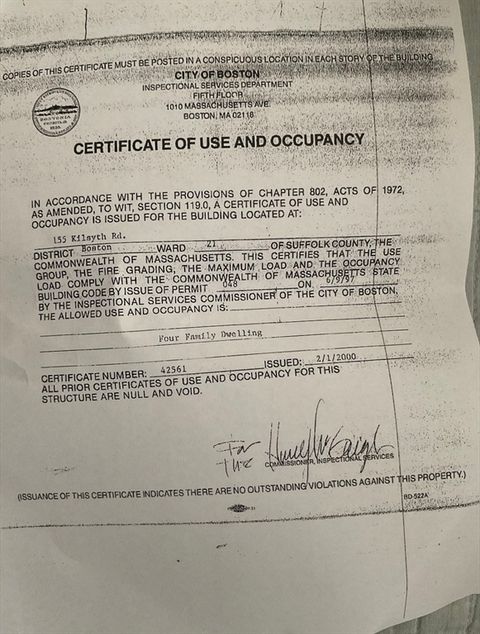 COPIES OF THIS CERTIFICATE MUST BE POSTED IN A CONSPICUOUS LOCATION IN EACH STORY OF THE BUILDING
CITY OF BOSTON
INSPECTIONAL SERVICES DEPARTMENT
FIFTH FLOOR
1010 MASSACHUSETTS AVE.
BOSTON, MA 02118
CERTIFICATE OF USE AND OCCUPANCY
IN ACCORDANCE WITH THE PROVISIONS OF CHAPTER 802, ACTS OF 1972,
AS AMENDED, TO WIT, SECTION 119.0, A CERTIFICATE OF USE AND
OCCUPANCY IS ISSUED FOR THE BUILDING LOCATED AT:
155 Kilsyth Rd.
DISTRICT Boston WARD 21 OF SUFFOLK COUNTY, THE
COMMONWEALTH OF MASSACHUSETTS. THIS CERTIFIES THAT THE USE
GROUP, THE FIRE GRADING, THE MAXIMUM LOAD AND THE OCCUPANCY
LOAD COMPLY WITH THE COMMONWEALTH OF MASSACHUSETTS STATE
BUILDING CODE BY ISSUE OF PERMIT 048 ON 6/9/97
BY THE INSPECTIONAL SERVICES COMMISSIONER OF THE CITY OF BOSTON.
THE ALLOWED USE AND OCCUPANCY IS:
Four Family Dwelling
CERTIFICATE NUMBER: 42561 ISSUED: 2/1/2000
ALL PRIOR CERTIFICATES OF USE AND OCCUPANCY FOR THIS
STRUCTURE ARE NULL AND VOID.
For
The
COMMISSIONER, INSPECTIONAL SERVICES
(ISSUANCE OF THIS CERTIFICATE INDICATES THERE ARE NO OUTSTANDING VIOLATIONS AGAINST THIS PROPERTY.)
BD-522A